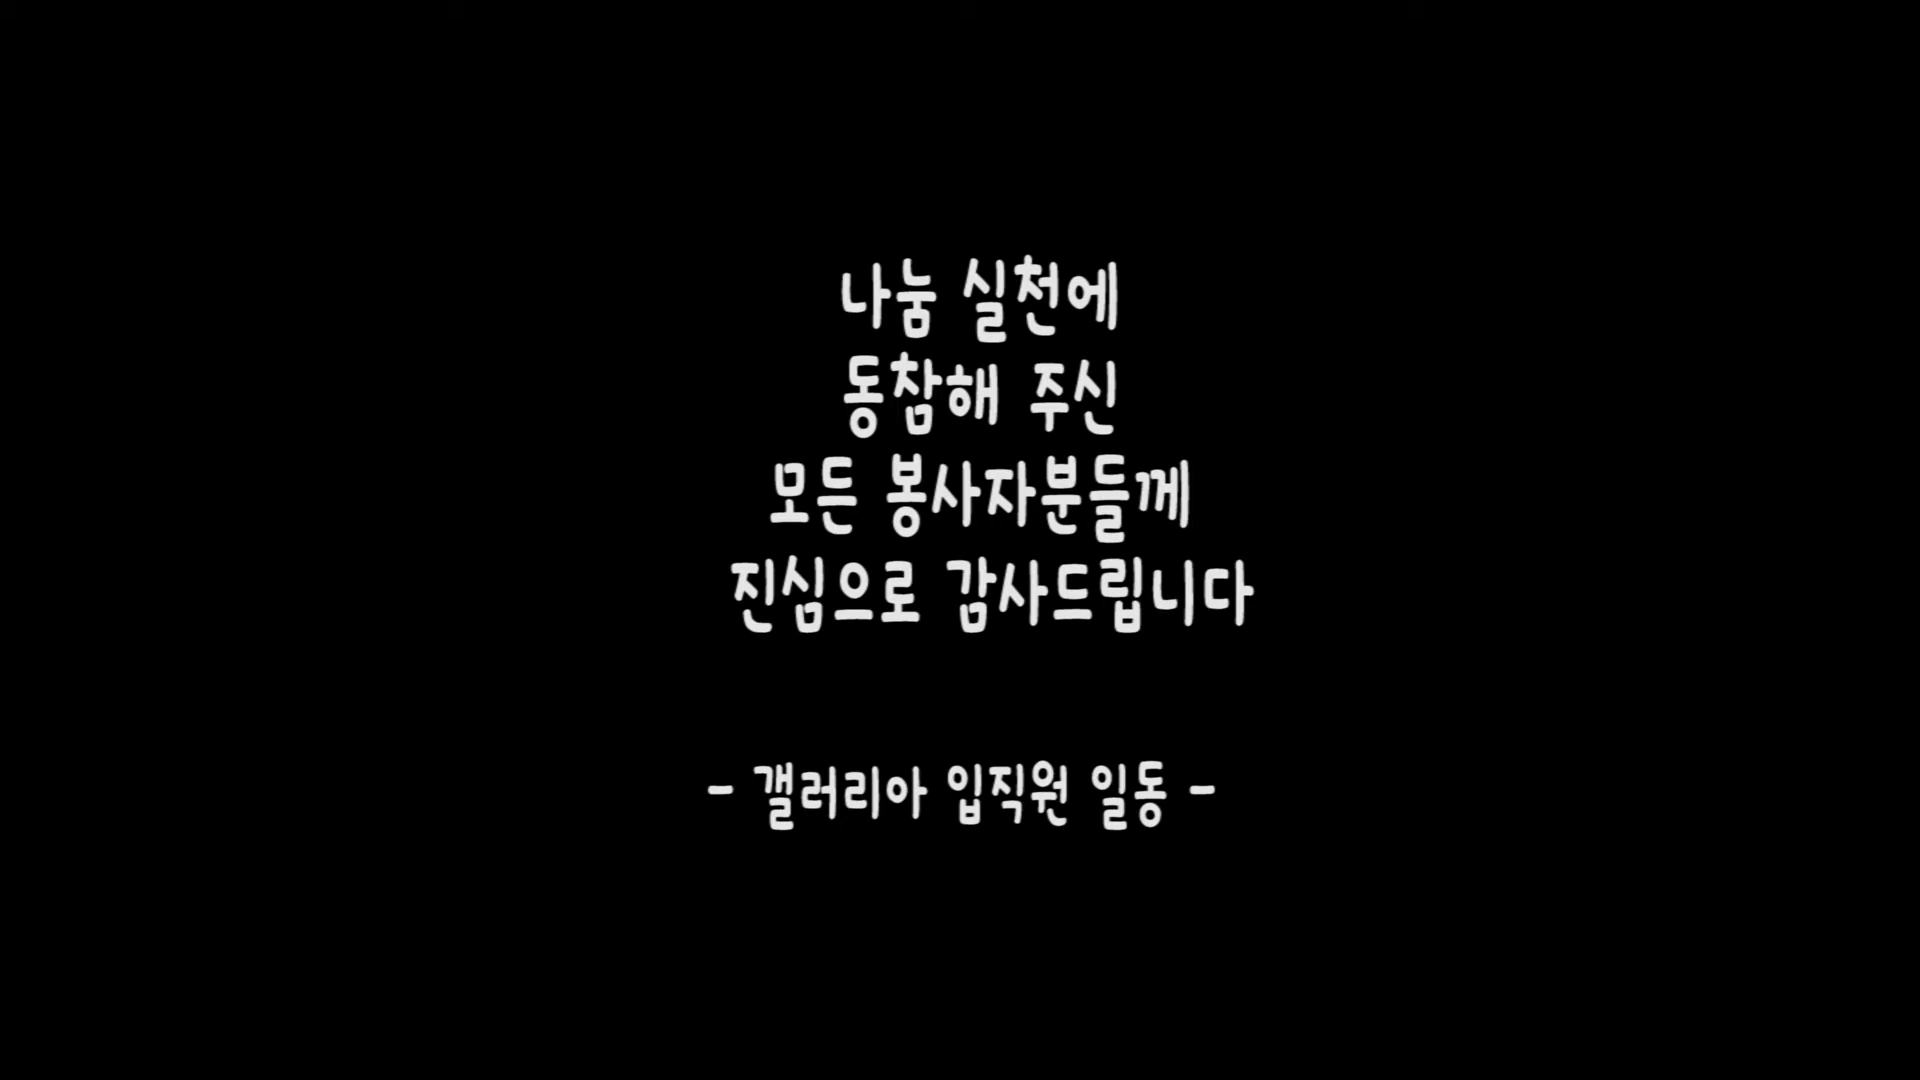 나눔 실천에
동참해 주신
모든 봉사자분들께
진심으로 감사드립니다
- 갤러리아 입직원 일동 -